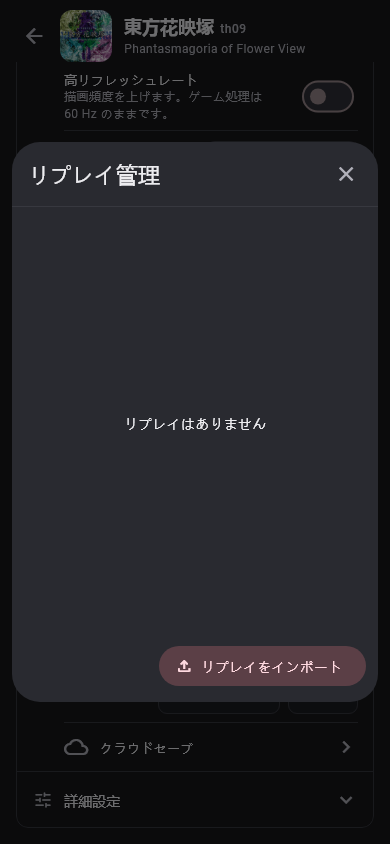 東方花映塚 th09
Phantasmagoria of Flower View
高リフレッシュレート
描画頻度を上げます。ゲーム処理は
60 Hz のままです。
リプレイ管理
リプレイはありません
リプレイをインポート
クラウドセーブ
詳細設定